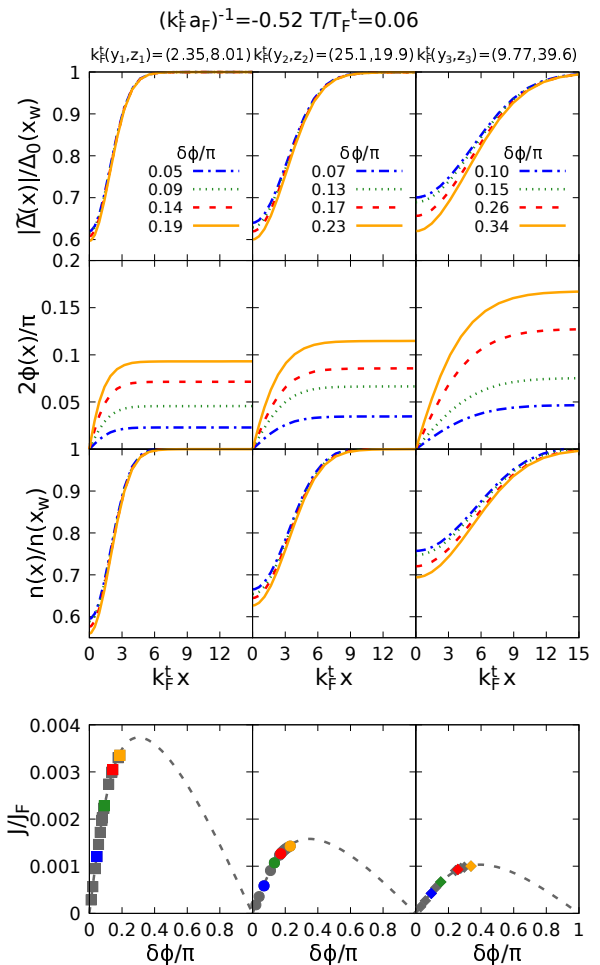 (k_F^t a_F)^-1=-0.52 T/T_F^t=0.06
k_F^t(y_1,z_1)=(2.35,8.01) k_F^t(y_2,z_2)=(25.1,19.9) k_F^t(y_3,z_3)=(9.77,39.6)
|Δ̃(x)|/Δ_0(x_w)
1
0.9
0.8
0.7
0.6
δϕ/π
0.05
0.09
0.14
0.19
δϕ/π
0.07
0.13
0.17
0.23
δϕ/π
0.10
0.15
0.26
0.34
2ϕ(x)/π
0.2
0.15
0.1
0.05
n(x)/n(x_w)
1
0.9
0.8
0.7
0.6
0 3 6 9 12 0 3 6 9 12 0 3 6 9 12 15
k_F^t x k_F^t x k_F^t x
J/J_F
0.004
0.003
0.002
0.001
0
0 0.2 0.4 0.6 0.8 0 0.2 0.4 0.6 0.8 0 0.2 0.4 0.6 0.8 1
δϕ/π δϕ/π δϕ/π